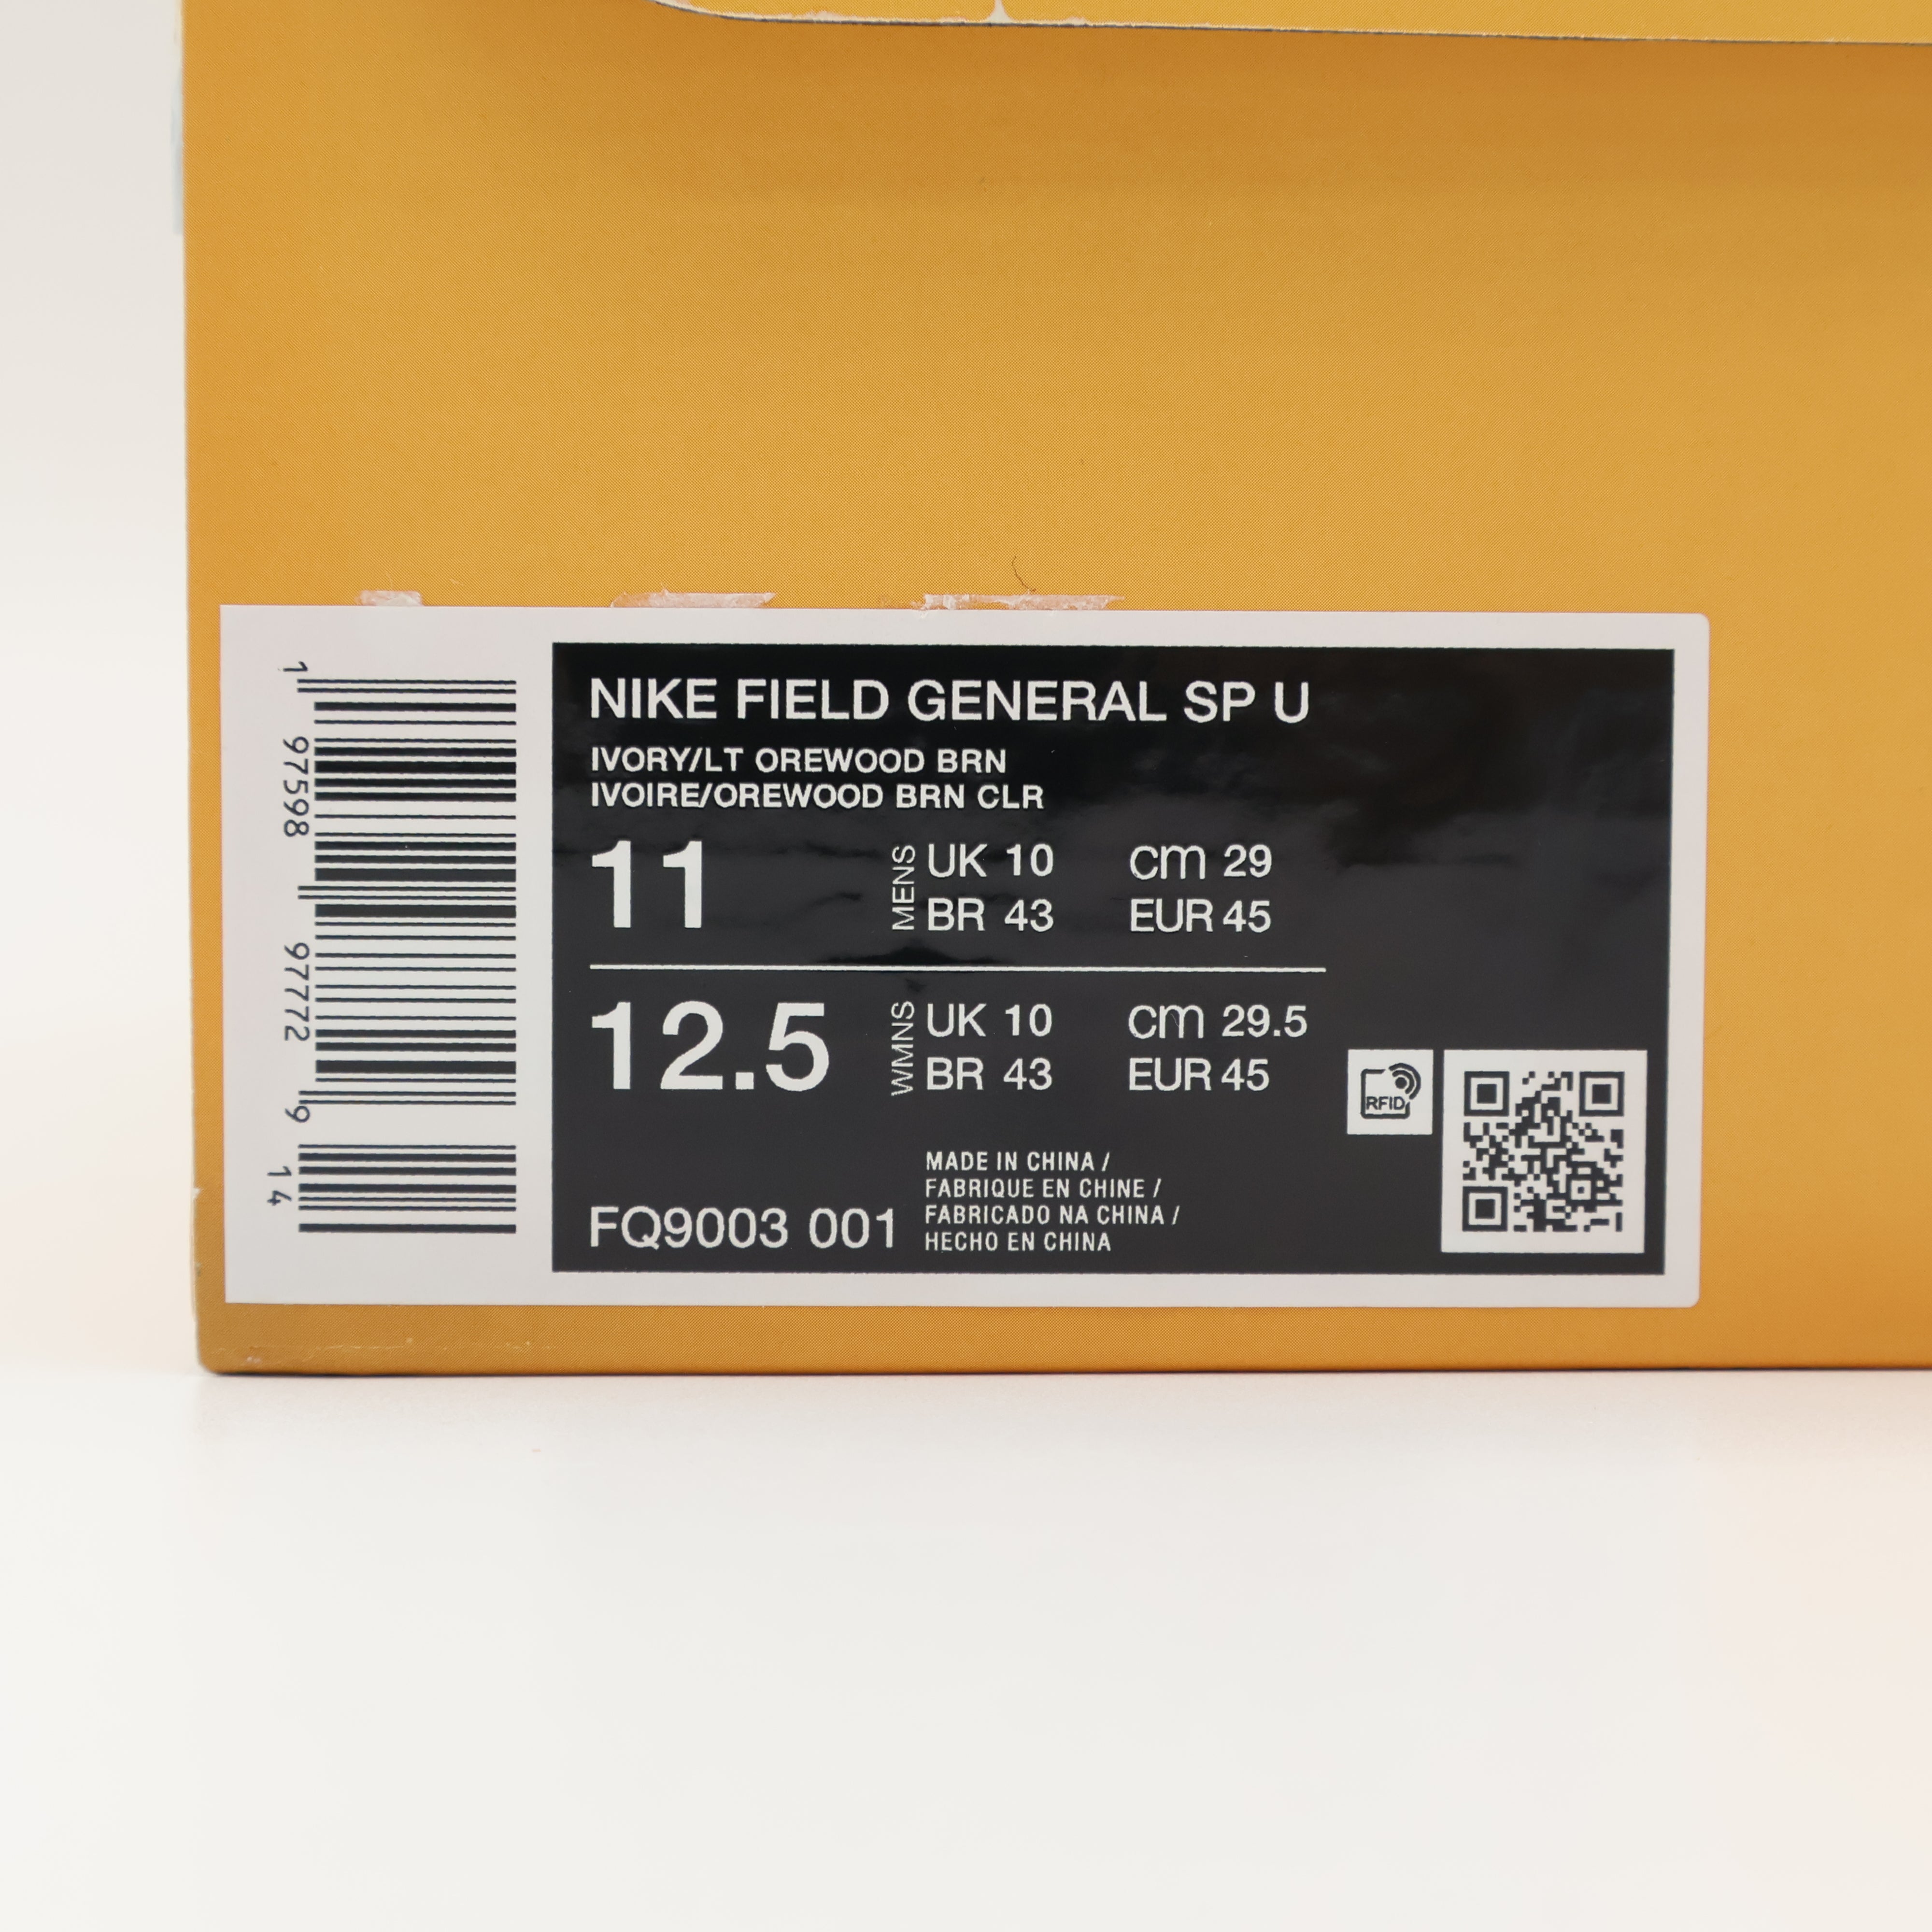 NIKE FIELD GENERAL SP U
IVORY/LT OREWOOD BRN
IVOIRE/OREWOOD BRN CLR
11 MENS UK 10 cm 29
BR 43 EUR 45
12.5 WMNS UK 10 cm 29.5
BR 43 EUR 45
MADE IN CHINA /
FABRIQUE EN CHINE /
FABRICADO NA CHINA /
HECHO EN CHINA
FQ9003 001
RFID
1 97598 97772 9 14